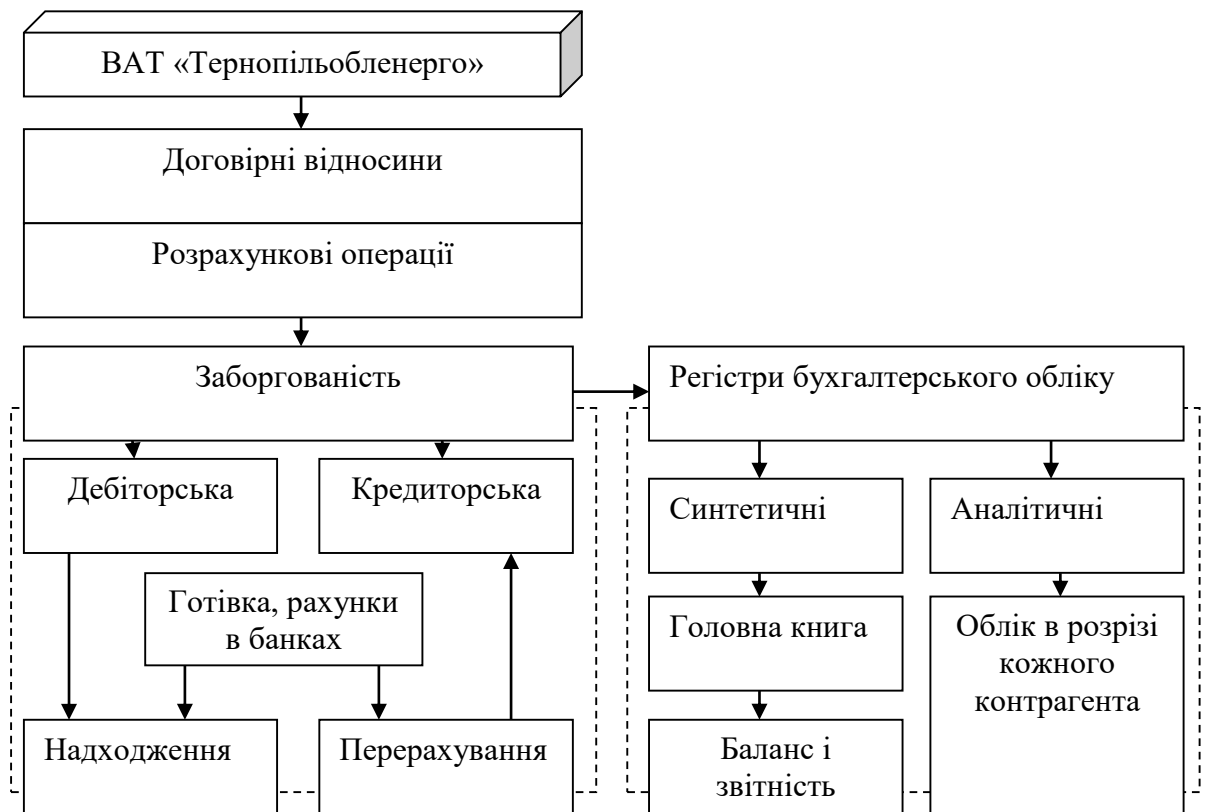 ВАТ «Тернопільобленерго»
Договірні відносини
Розрахункові операції
Заборгованість
Регістри бухгалтерського обліку
Дебіторська
Кредиторська
Синтетичні
Аналітичні
Готівка, рахунки
в банках
Головна книга
Облік в розрізі
кожного
контрагента
Надходження
Перерахування
Баланс і
звітність